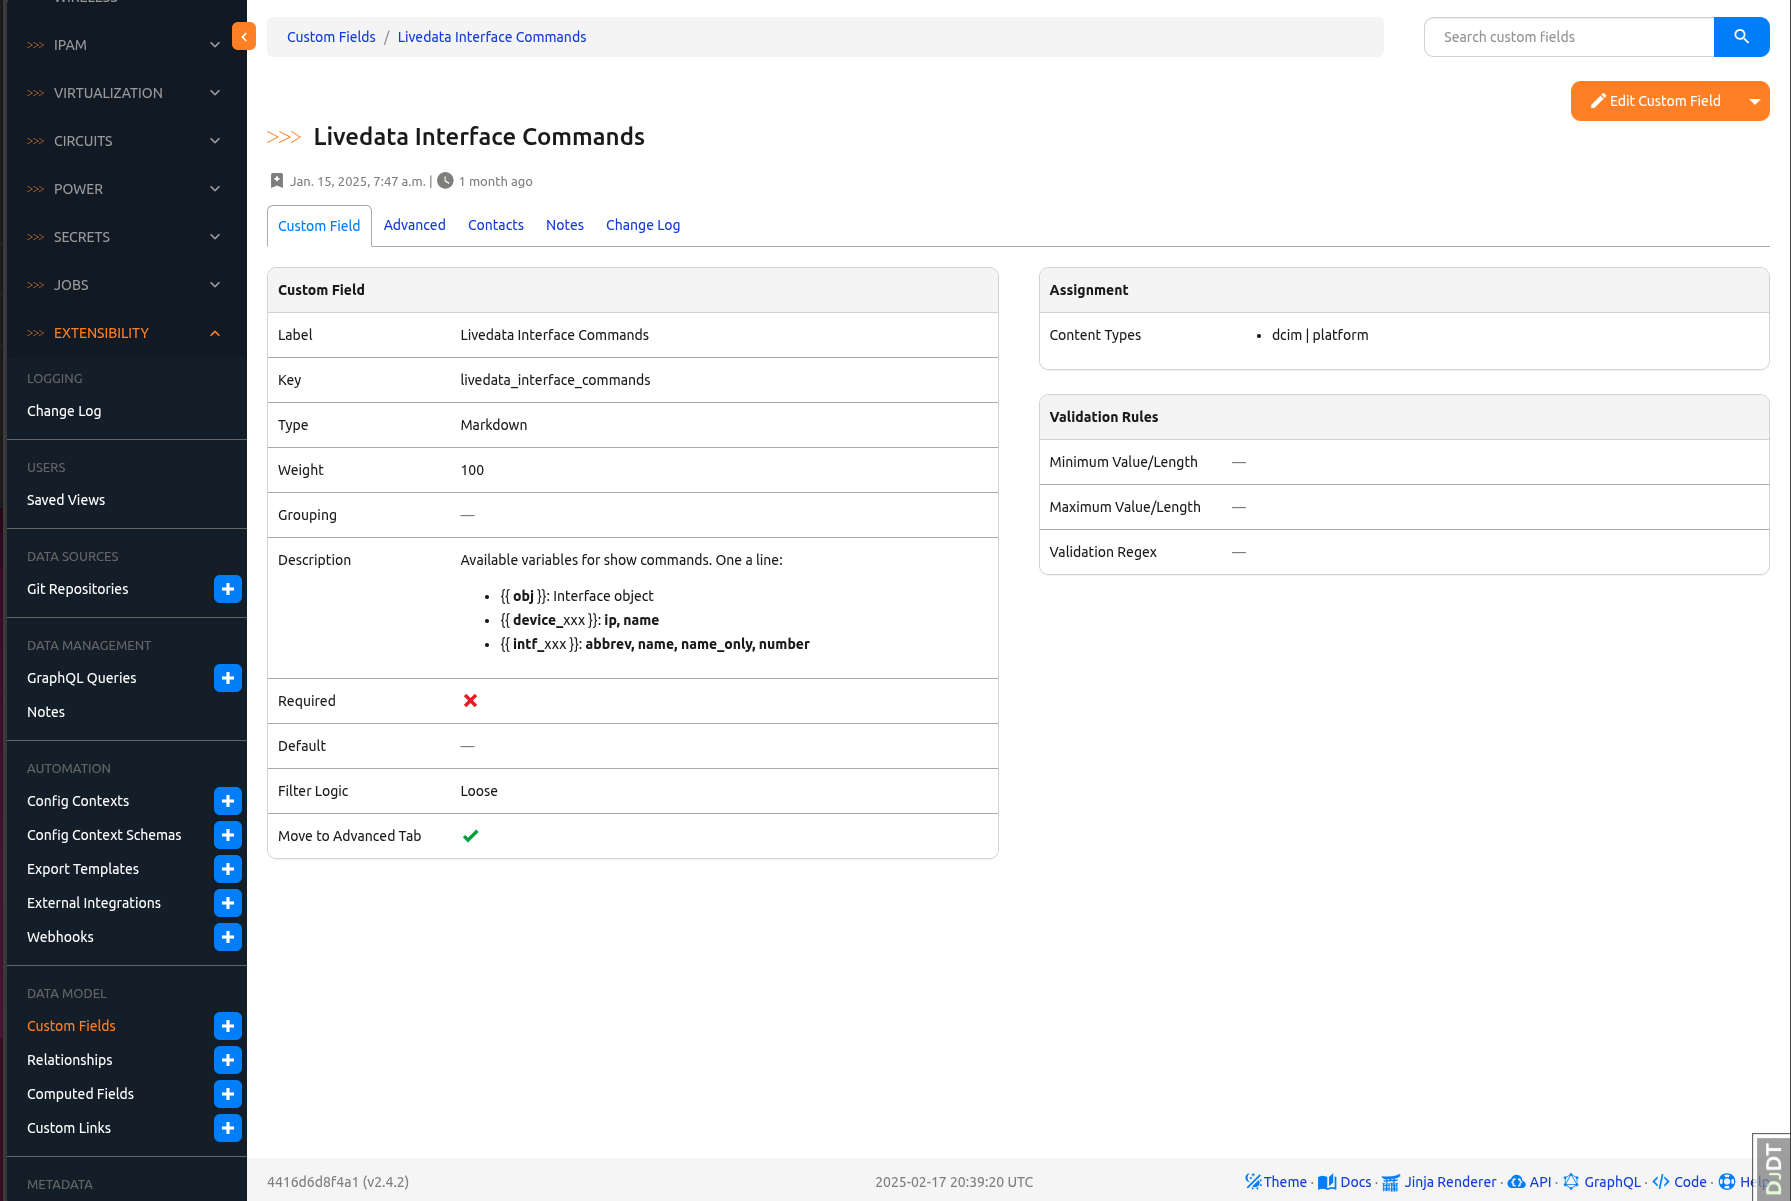 IPAM
VIRTUALIZATION
CIRCUITS
POWER
SECRETS
JOBS
EXTENSIBILITY
LOGGING
Change Log
USERS
Saved Views
DATA SOURCES
Git Repositories
DATA MANAGEMENT
GraphQL Queries
Notes
AUTOMATION
Config Contexts
Config Context Schemas
Export Templates
External Integrations
Webhooks
DATA MODEL
Custom Fields
Relationships
Computed Fields
Custom Links
METADATA
Custom Fields / Livedata Interface Commands
Search custom fields
Edit Custom Field
>>> Livedata Interface Commands
Jan. 15, 2025, 7:47 a.m. | 1 month ago
Custom Field Advanced Contacts Notes Change Log
Custom Field
Label Livedata Interface Commands
Key livedata_interface_commands
Type Markdown
Weight 100
Grouping —
Description Available variables for show commands. One a line:
• {{ obj }}: Interface object
• {{ device_xxx }}: ip, name
• {{ intf_xxx }}: abbrev, name, name_only, number
Required
Default —
Filter Logic Loose
Move to Advanced Tab
Assignment
Content Types • dcim | platform
Validation Rules
Minimum Value/Length —
Maximum Value/Length —
Validation Regex —
4416d6d8f4a1 (v2.4.2)
2025-02-17 20:39:20 UTC
Theme · Docs · Jinja Renderer · API · GraphQL · Code · Help
DJDT